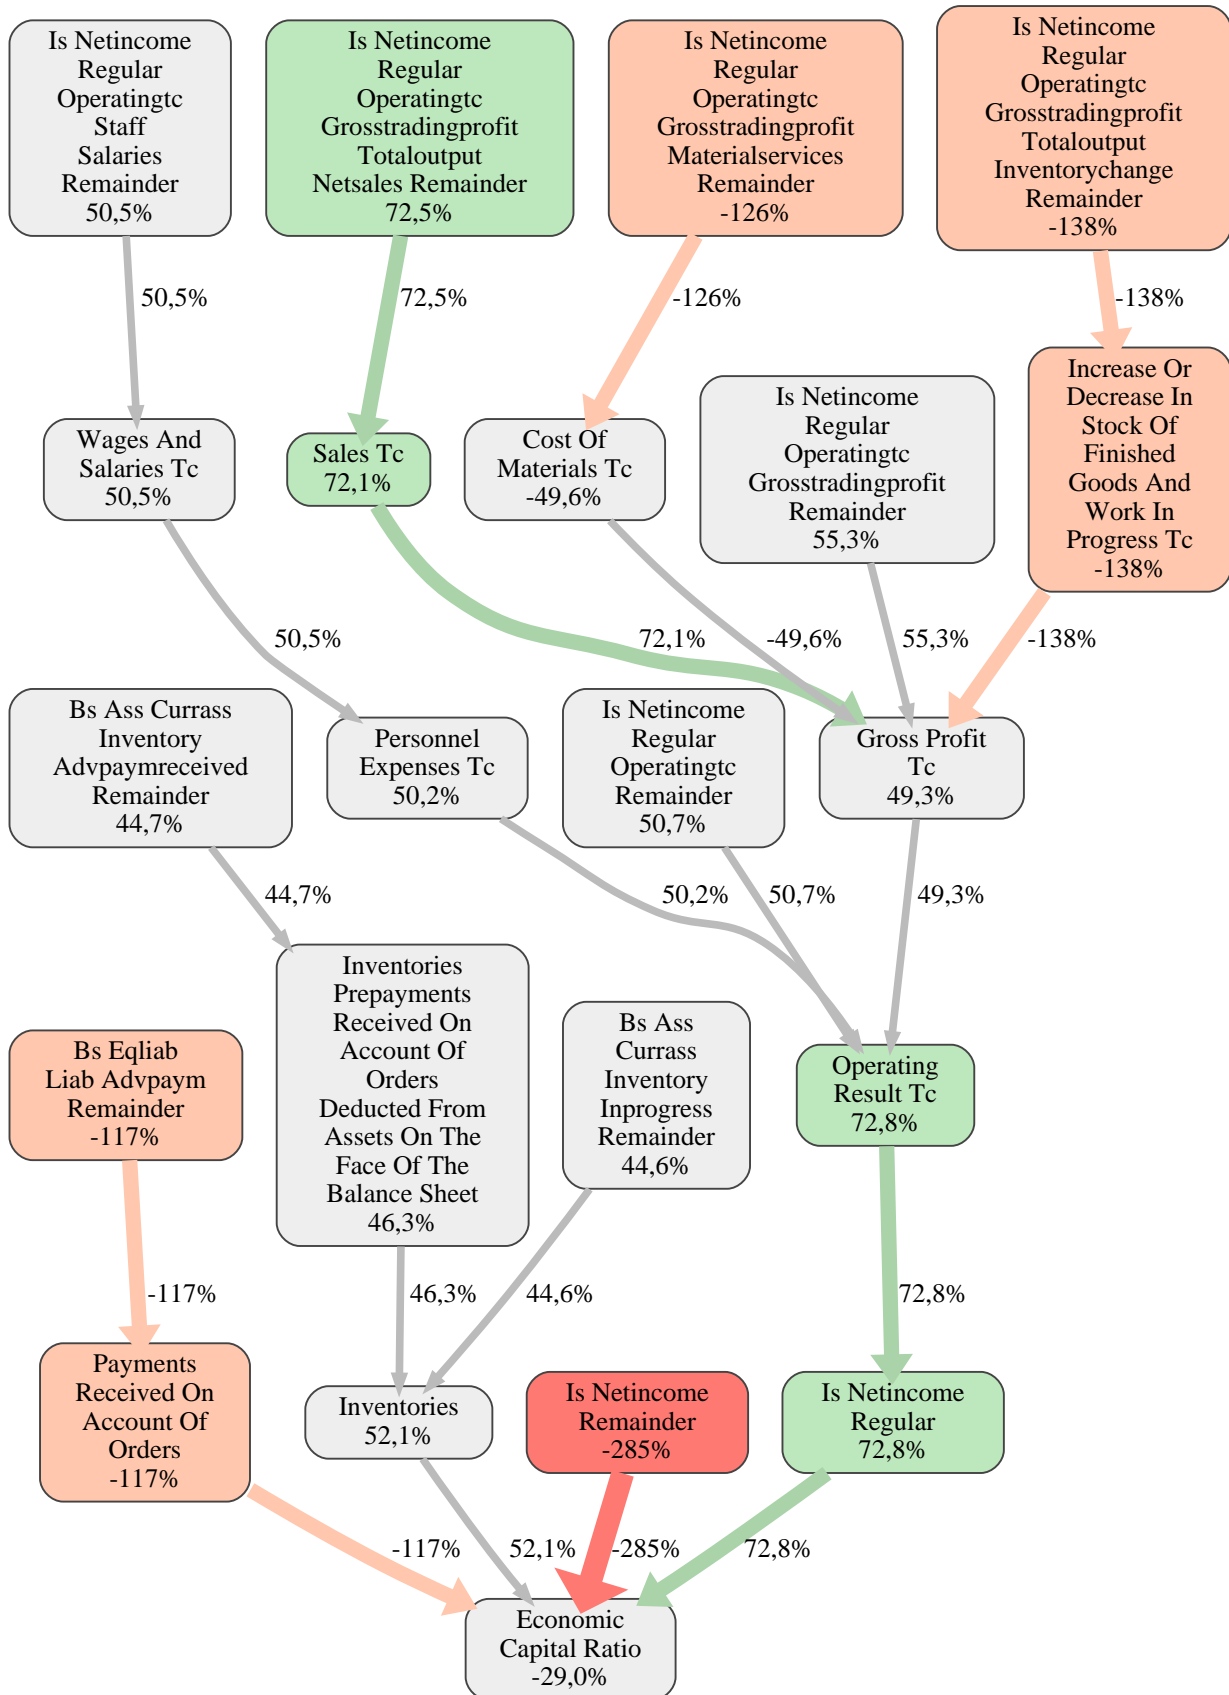 Is Netincome
Regular
Operatingtc
Staff
Salaries
Remainder
50,5%
Is Netincome
Regular
Operatingtc
Grosstradingprofit
Totaloutput
Netsales Remainder
72,5%
Is Netincome
Regular
Operatingtc
Grosstradingprofit
Materialservices
Remainder
-126%
Is Netincome
Regular
Operatingtc
Grosstradingprofit
Totaloutput
Inventorychange
Remainder
-138%
50,5%
72,5%
-126%
-138%
Wages And
Salaries Tc
50,5%
Sales Tc
72,1%
Cost Of
Materials Tc
-49,6%
Is Netincome
Regular
Operatingtc
Grosstradingprofit
Remainder
55,3%
Increase Or
Decrease In
Stock Of
Finished
Goods And
Work In
Progress Tc
-138%
50,5%
72,1%
-49,6%
55,3%
-138%
Bs Ass Currass
Inventory
Advpaymreceived
Remainder
44,7%
Personnel
Expenses Tc
50,2%
Is Netincome
Regular
Operatingtc
Remainder
50,7%
Gross Profit
Tc
49,3%
44,7%
50,2%
50,7%
49,3%
Bs Eqliab
Liab Advpaym
Remainder
-117%
Inventories
Prepayments
Received On
Account Of
Orders
Deducted From
Assets On The
Face Of The
Balance Sheet
46,3%
Bs Ass
Currass
Inventory
Inprogress
Remainder
44,6%
Operating
Result Tc
72,8%
-117%
46,3%
44,6%
72,8%
Payments
Received On
Account Of
Orders
-117%
Inventories
52,1%
Is Netincome
Remainder
-285%
Is Netincome
Regular
72,8%
-117%
52,1%
-285%
72,8%
Economic
Capital Ratio
-29,0%